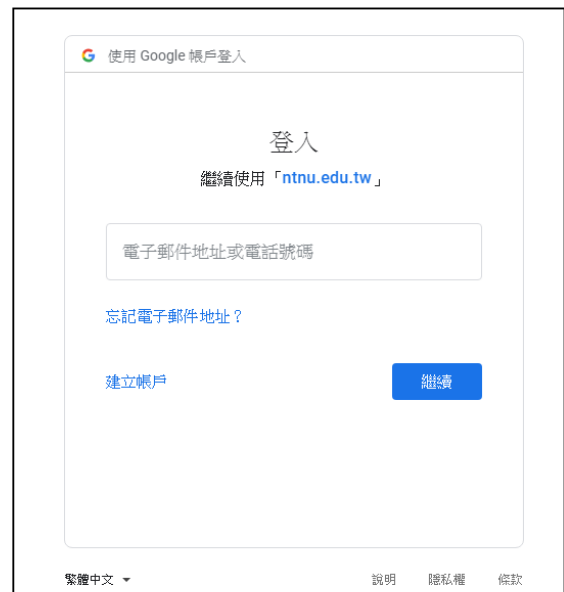 使用 Google 帳戶登入
登入
繼續使用「ntnu.edu.tw」
電子郵件地址或電話號碼
忘記電子郵件地址？
建立帳戶
繼續
繁體中文
說明 隱私權 條款